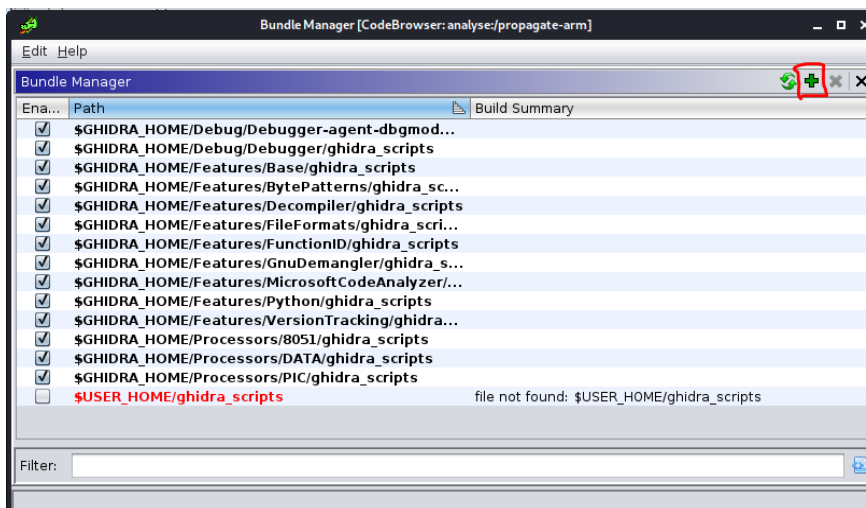 Bundle Manager [CodeBrowser: analyse:/propagate-arm]
Edit Help
Bundle Manager
Ena... Path Build Summary
$GHIDRA_HOME/Debug/Debugger-agent-dbgmod...
$GHIDRA_HOME/Debug/Debugger/ghidra_scripts
$GHIDRA_HOME/Features/Base/ghidra_scripts
$GHIDRA_HOME/Features/BytePatterns/ghidra_sc...
$GHIDRA_HOME/Features/Decompiler/ghidra_scripts
$GHIDRA_HOME/Features/FileFormats/ghidra_scri...
$GHIDRA_HOME/Features/FunctionID/ghidra_scripts
$GHIDRA_HOME/Features/GnuDemangler/ghidra_s...
$GHIDRA_HOME/Features/MicrosoftCodeAnalyzer/...
$GHIDRA_HOME/Features/Python/ghidra_scripts
$GHIDRA_HOME/Features/VersionTracking/ghidra...
$GHIDRA_HOME/Processors/8051/ghidra_scripts
$GHIDRA_HOME/Processors/DATA/ghidra_scripts
$GHIDRA_HOME/Processors/PIC/ghidra_scripts
$USER_HOME/ghidra_scripts file not found: $USER_HOME/ghidra_scripts
Filter: